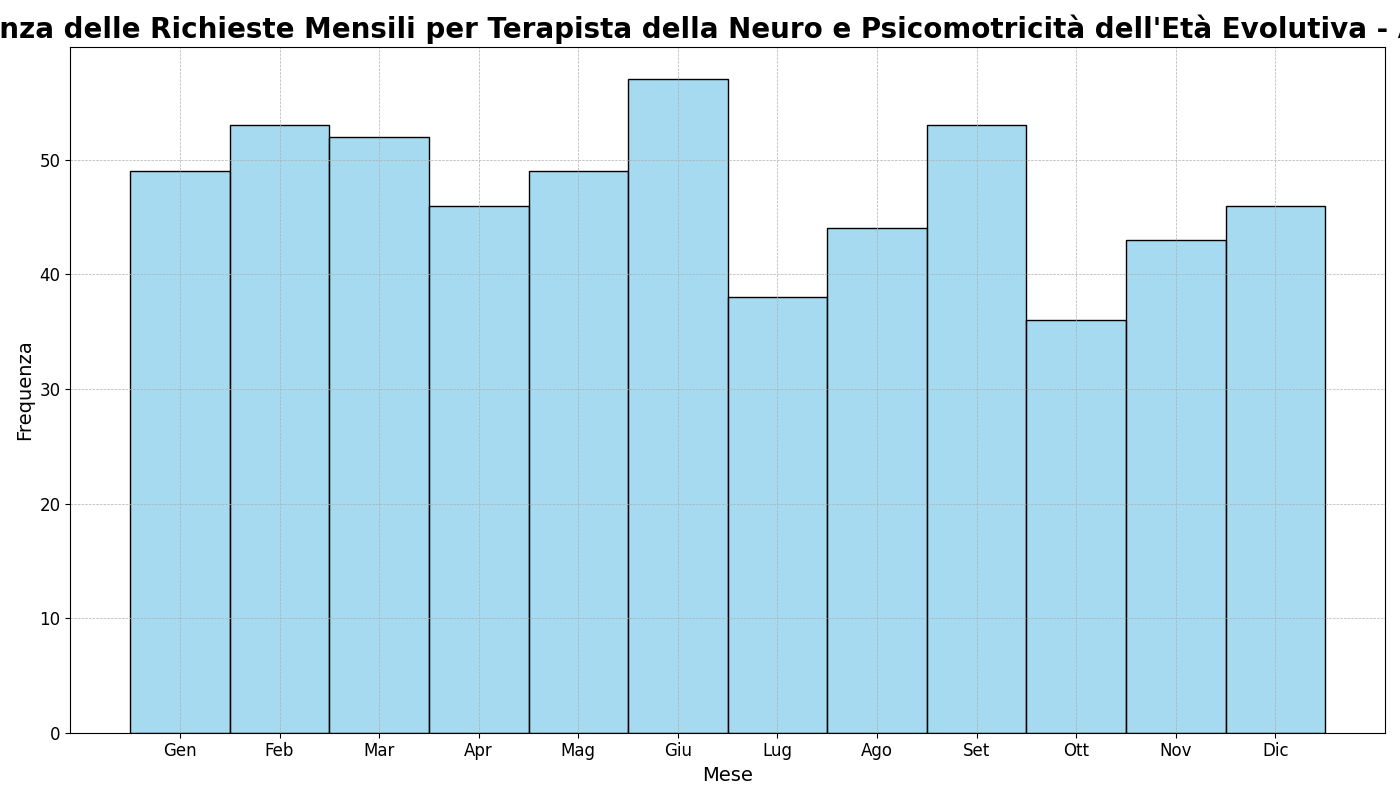 nza delle Richieste Mensili per Terapista della Neuro e Psicomotricità dell'Età Evolutiva -
Frequenza
50
40
30
20
10
0
Gen Feb Mar Apr Mag Giu Lug Ago Set Ott Nov Dic
Mese